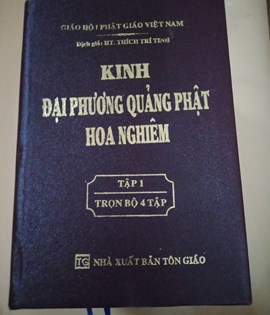 GIÁO HỘI PHẬT GIÁO VIỆT NAM
Dịch giả: HT. THÍCH TRÍ TỊNH
KINH
ĐẠI PHƯƠNG QUẢNG PHẬT
HOA NGHIÊM
TẬP 1
TRỌN BỘ 4 TẬP
TG NHÀ XUẤT BẢN TÔN GIÁO